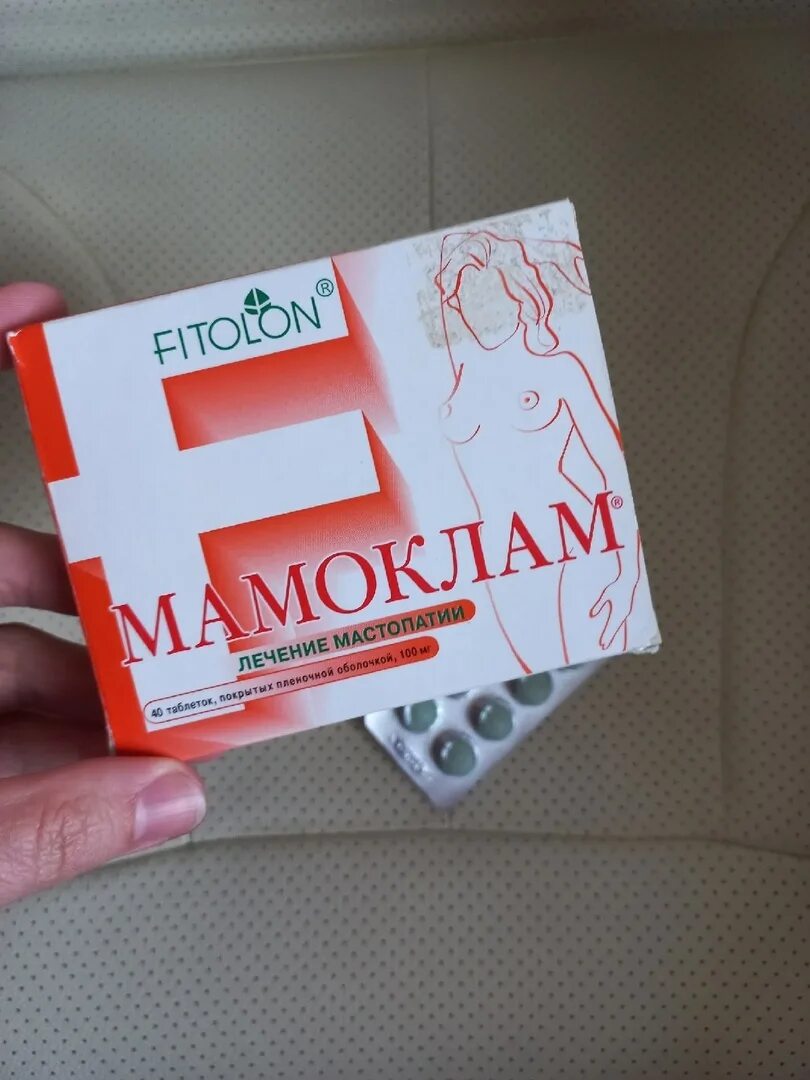 FITOLON®
МАМОКЛАМ®
ЛЕЧЕНИЕ МАСТОПАТИИ
40 таблеток, покрытых пленочной оболочкой, 100 мг